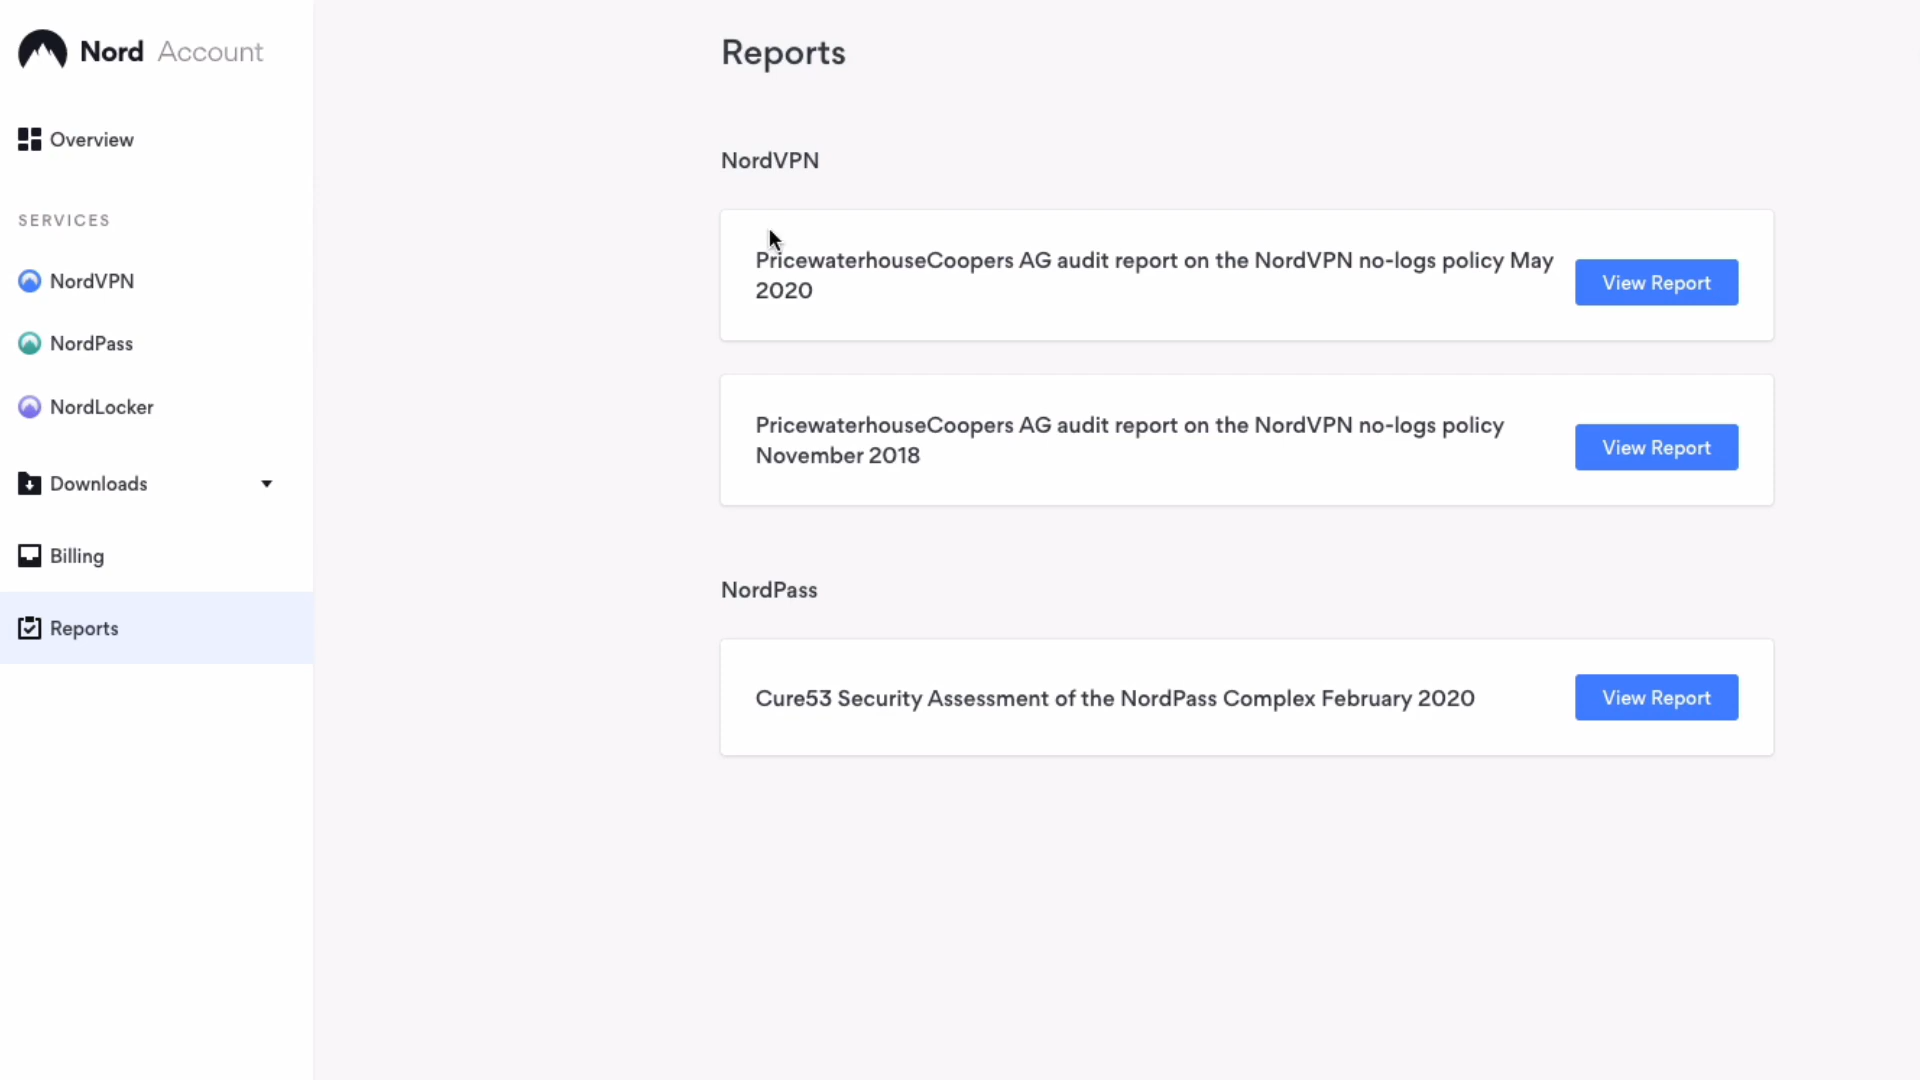 Nord Account
Overview
SERVICES
NordVPN
NordPass
NordLocker
Downloads
Billing
Reports
Reports
NordVPN
PricewaterhouseCoopers AG audit report on the NordVPN no-logs policy May
2020
View Report
PricewaterhouseCoopers AG audit report on the NordVPN no-logs policy
November 2018
View Report
NordPass
Cure53 Security Assessment of the NordPass Complex February 2020
View Report